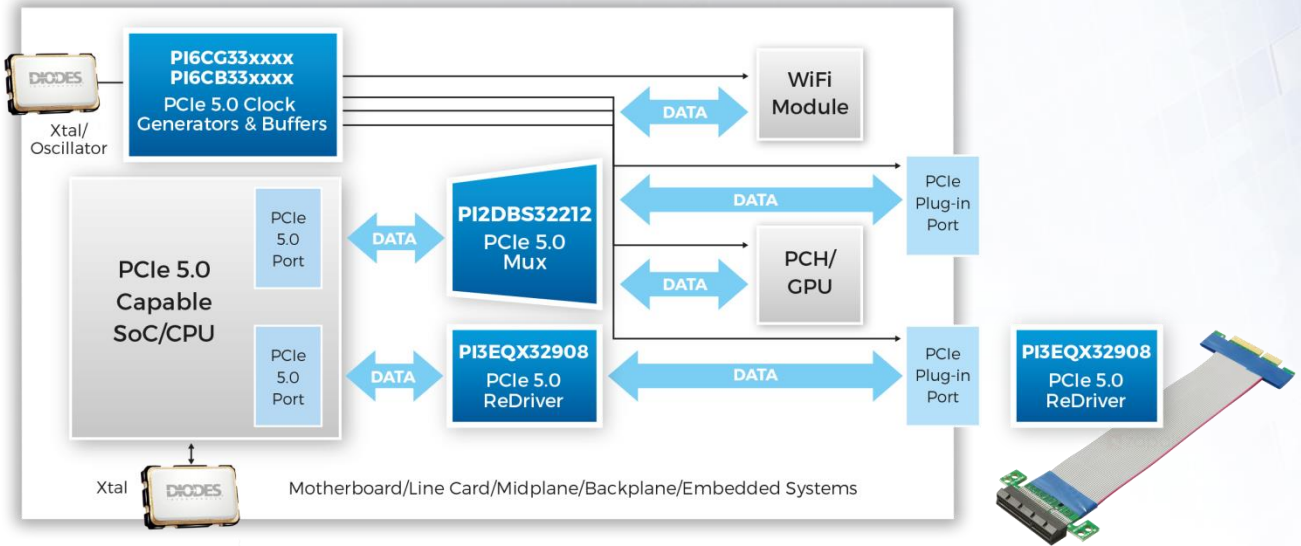 DIODES
Xtal/
Oscillator
PI6CG33xxxx
PI6CB33xxxx
PCIe 5.0 Clock
Generators & Buffers
WiFi
Module
DATA
PCIe 5.0
Capable
SoC/CPU
PCIe
5.0
Port
DATA
PI2DBS32212
PCIe 5.0
Mux
DATA
PCIe
Plug-in
Port
DATA
PCH/
GPU
PCIe
5.0
Port
DATA
PI3EQX32908
PCIe 5.0
ReDriver
DATA
PCIe
Plug-in
Port
PI3EQX32908
PCIe 5.0
ReDriver
Xtal
DIODES
Motherboard/Line Card/Midplane/Backplane/Embedded Systems